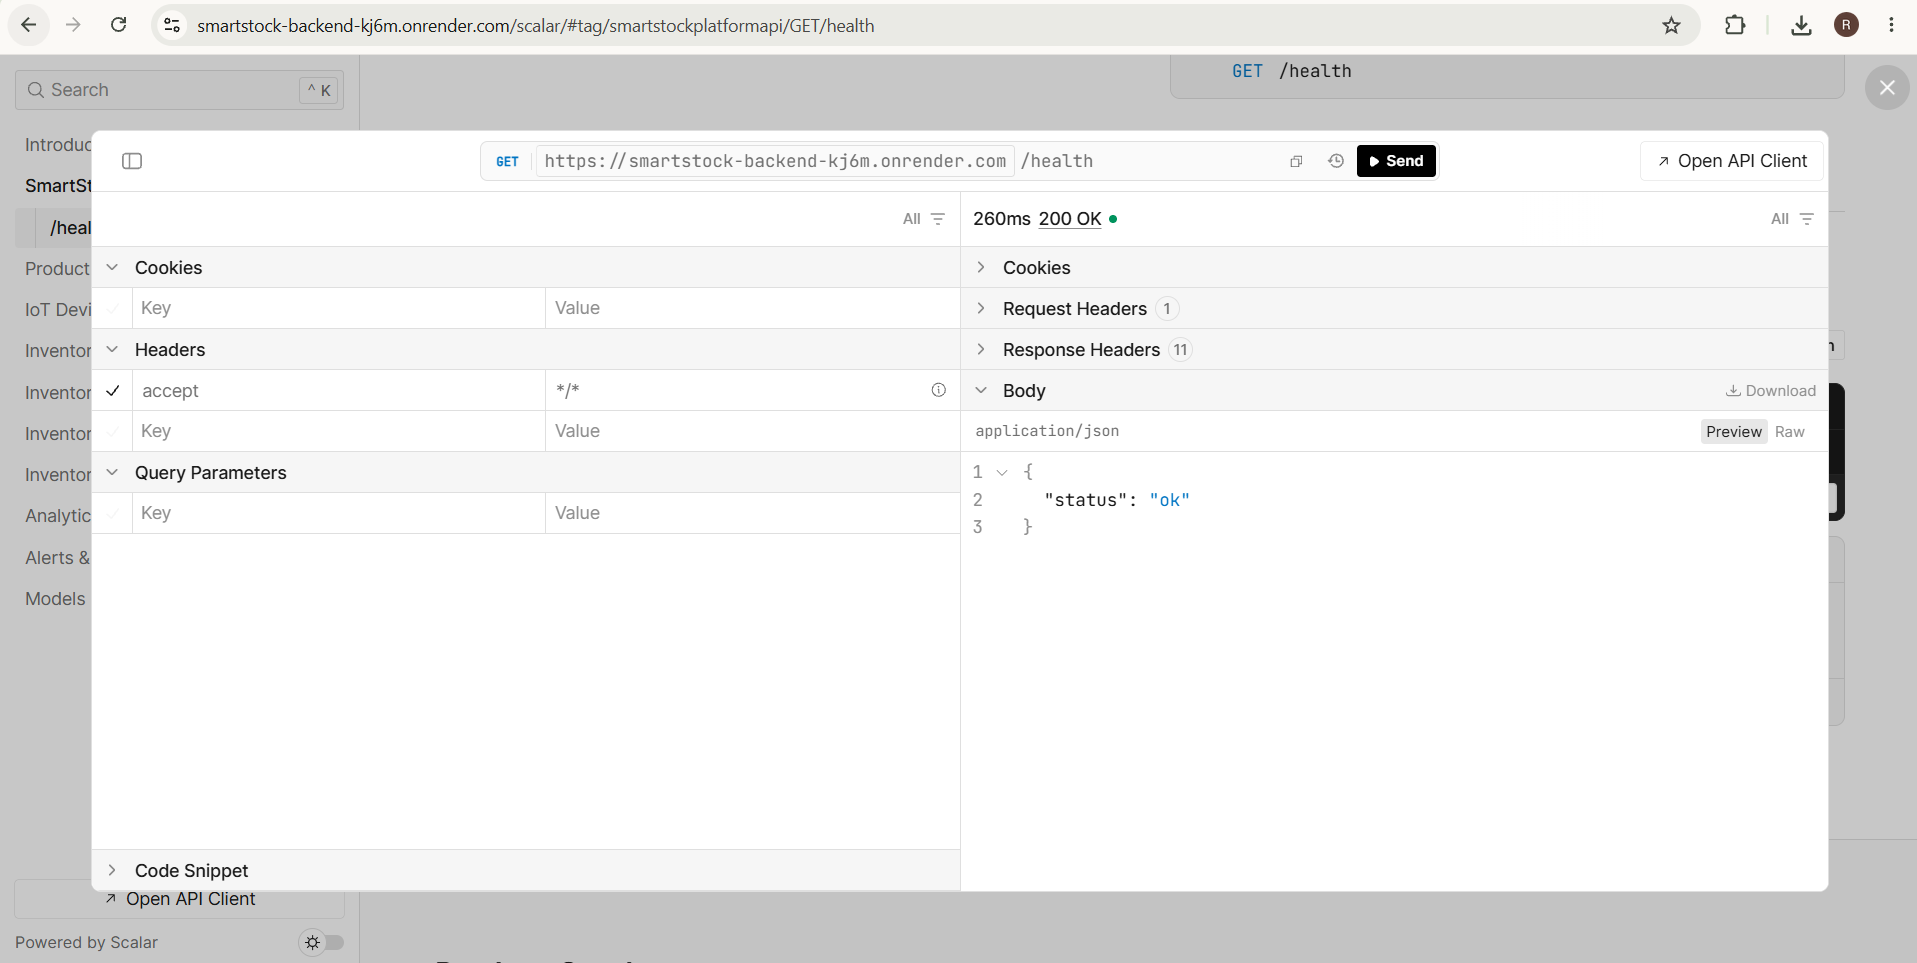 smartstock-backend-kj6m.onrender.com/scalar/#tag/smartstockplatformapi/GET/health
R
Search
^ K
GET /health
Introduc
SmartSt
/heal
Product
IoT Devi
Inventor
Inventor
Inventor
Inventor
Analytic
Alerts &
Models
GET https://smartstock-backend-kj6m.onrender.com /health
Send
Open API Client
All
260ms 200 OK
All
Cookies
Key Value
Headers
accept */*
Key Value
Query Parameters
Key Value
Code Snippet
Cookies
Request Headers 1
Response Headers 11
Body
Download
application/json
Preview Raw
1 {
2 "status": "ok"
3 }
Open API Client
Powered by Scalar